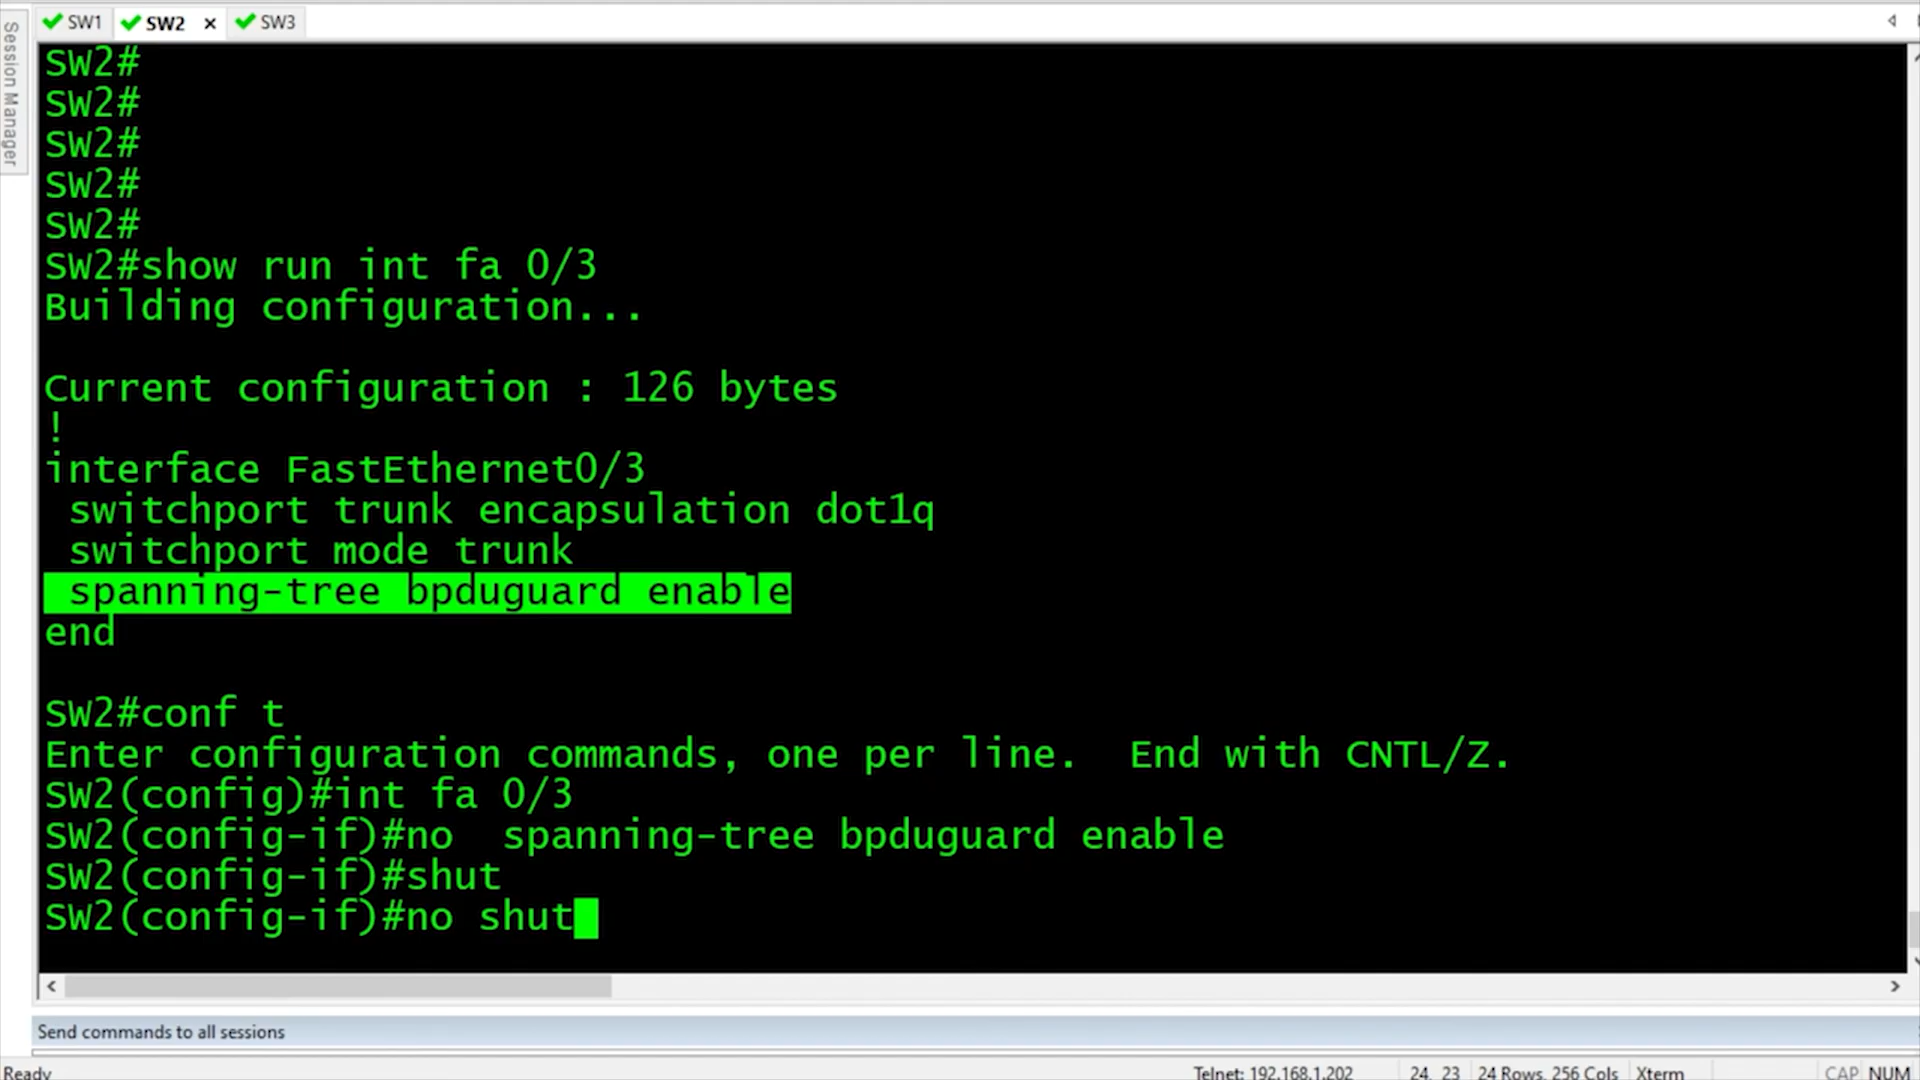 SW1 SW2 × SW3
Session Manager
SW2#
SW2#
SW2#
SW2#
SW2#
SW2#show run int fa 0/3
Building configuration...
Current configuration : 126 bytes
!
interface FastEthernet0/3
switchport trunk encapsulation dot1q
switchport mode trunk
spanning-tree bpduguard enable
end
SW2#conf t
Enter configuration commands, one per line.  End with CNTL/Z.
SW2(config)#int fa 0/3
SW2(config-if)#no  spanning-tree bpduguard enable
SW2(config-if)#shut
SW2(config-if)#no shut
Send commands to all sessions
Ready Telnet: 192.168.1.202 24, 23 24 Rows, 256 Cols Xterm CAP NUM